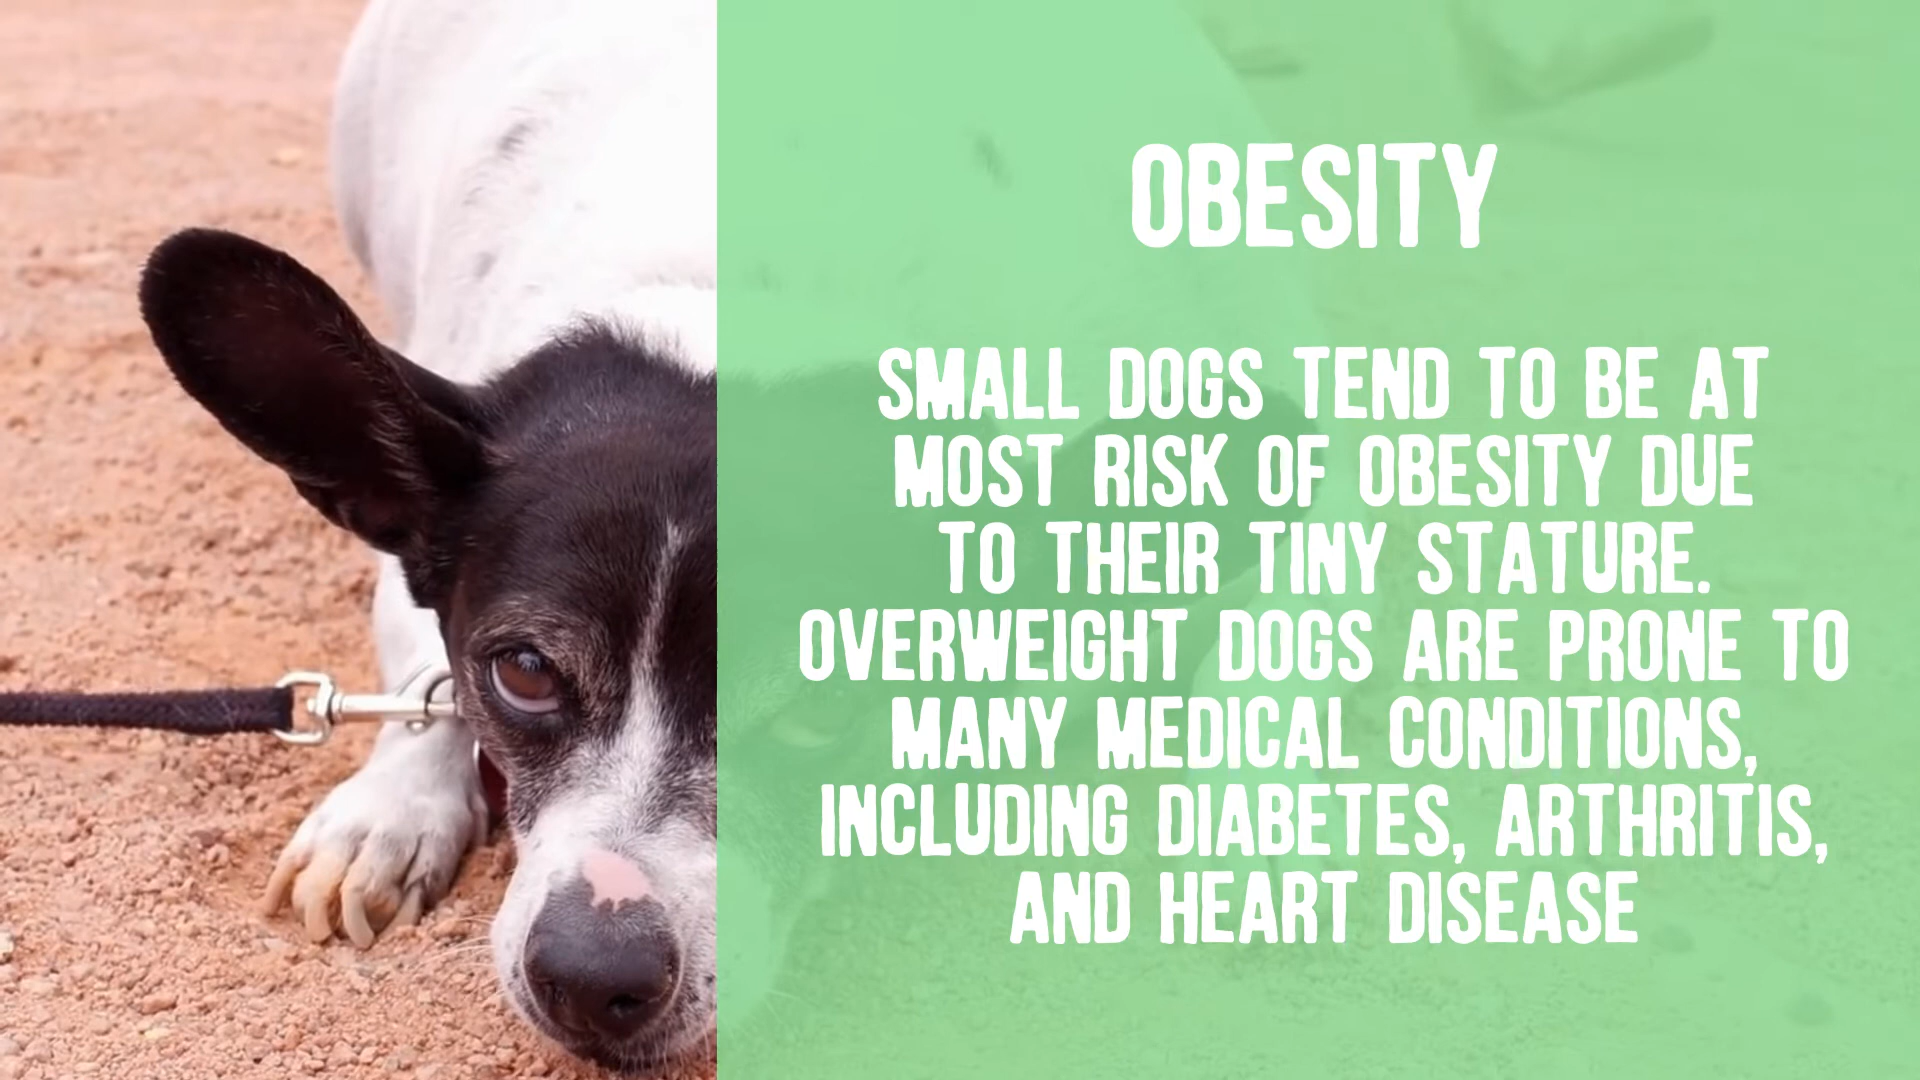 OBESITY
SMALL DOGS TEND TO BE AT
MOST RISK OF OBESITY DUE
TO THEIR TINY STATURE.
OVERWEIGHT DOGS ARE PRONE TO
MANY MEDICAL CONDITIONS,
INCLUDING DIABETES, ARTHRITIS,
AND HEART DISEASE